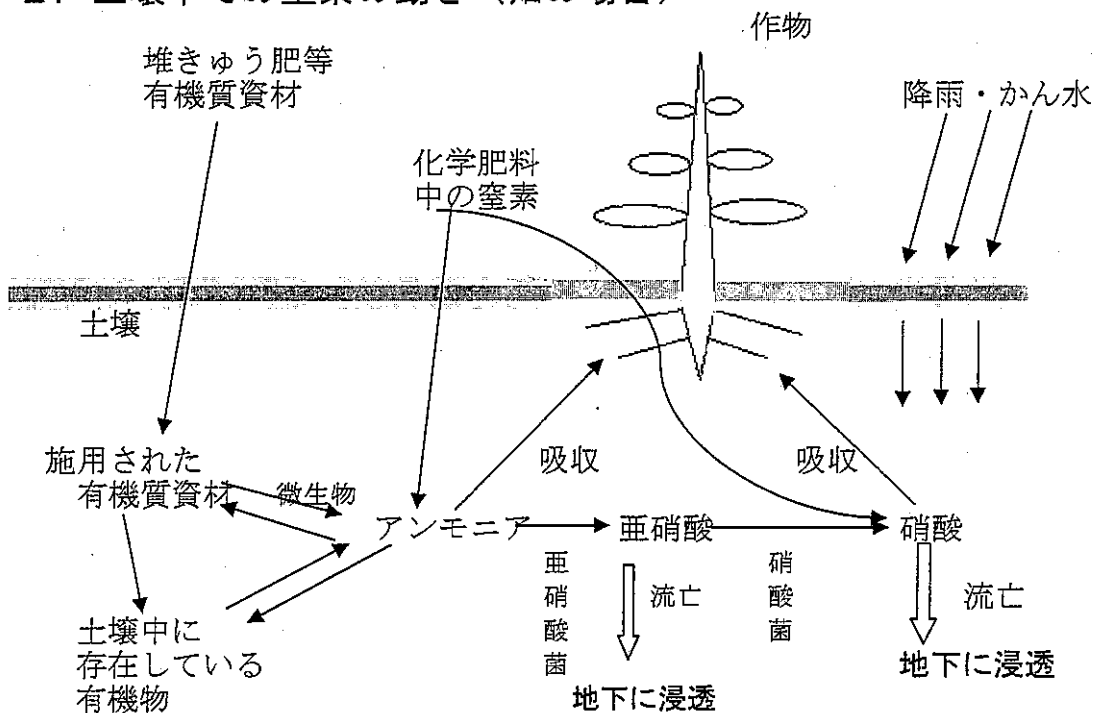 作物
堆きゅう肥等
有機質資材
降雨・かん水
化学肥料
中の窒素
土壌
吸収
吸収
施用された
有機質資材
微生物
アンモニア
亜硝酸
硝酸
亜硝酸菌
流亡
硝酸菌
流亡
土壌中に
存在している
有機物
地下に浸透
地下に浸透